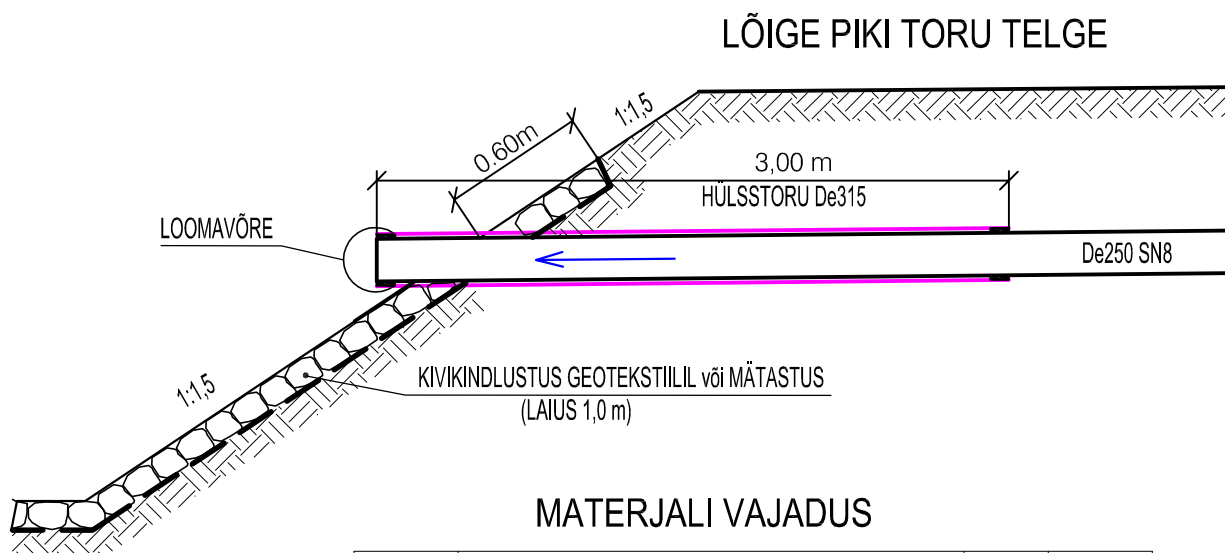 LÕIGE PIKI TORU TELGE
1:1,5
0.60m
3,00 m
HÜLSSTORU De315
LOOMAVÕRE
De250 SN8
1:1,5
KIVIKINDLUSTUS GEOTEKSTIILIL või MÄTASTUS
(LAIUS 1,0 m)
MATERJALI VAJADUS